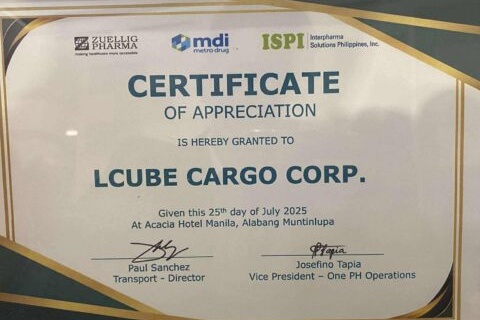 ZUELLIG
PHARMA
making healthcare more accessible
mdi
metro drug
ISPI
Interpharma
Solutions Philippines, Inc.
CERTIFICATE
OF APPRECIATION
IS HEREBY GRANTED TO
LCUBE CARGO CORP.
Given this 25th day of July 2025
At Acacia Hotel Manila, Alabang Muntinlupa
Tapia
Paul Sanchez
Josefino Tapia
Transport - Director
Vice President – One PH Operations